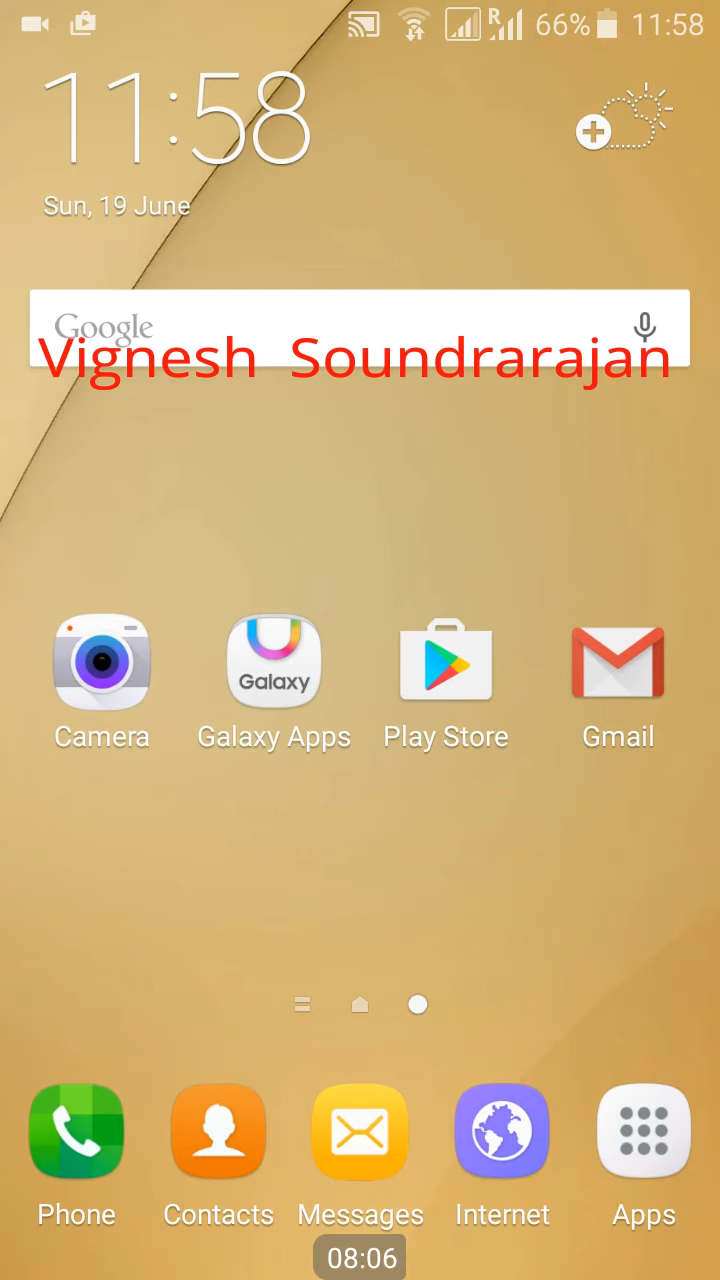 R 66% 11:58
11:58
Sun, 19 June
Google
Vignesh Soundrarajan
Galaxy
Camera Galaxy Apps Play Store Gmail
Phone Contacts Messages Internet Apps
08:06